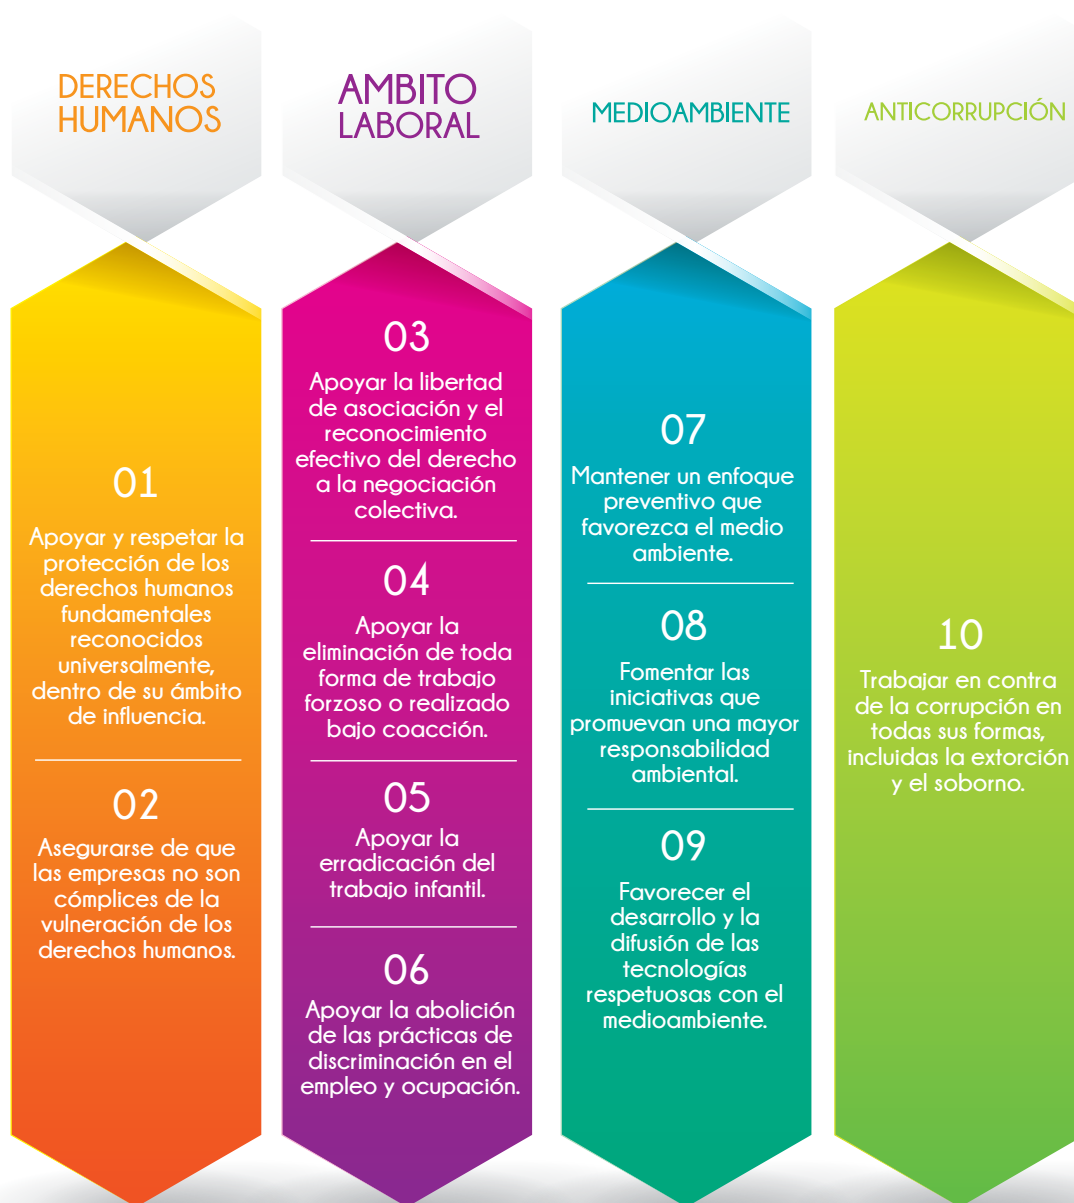 DERECHOS
HUMANOS
01
Apoyar y respetar la
protección de los
derechos humanos
fundamentales
reconocidos
universalmente,
dentro de su ámbito
de influencia.
02
Asegurarse de que
las empresas no son
cómplices de la
vulneración de los
derechos humanos.
AMBITO
LABORAL
03
Apoyar la libertad
de asociación y el
reconocimiento
efectivo del derecho
a la negociación
colectiva.
04
Apoyar la
eliminación de toda
forma de trabajo
forzoso o realizado
bajo coacción.
05
Apoyar la
erradicación del
trabajo infantil.
06
Apoyar la abolición
de las prácticas de
discriminación en el
empleo y ocupación.
MEDIOAMBIENTE
07
Mantener un enfoque
preventivo que
favorezca el medio
ambiente.
08
Fomentar las
iniciativas que
promuevan una mayor
responsabilidad
ambiental.
09
Favorecer el
desarrollo y la
difusión de las
tecnologías
respetuosas con el
medioambiente.
ANTICORRUPCIÓN
10
Trabajar en contra
de la corrupción en
todas sus formas,
incluidas la extorción
y el soborno.